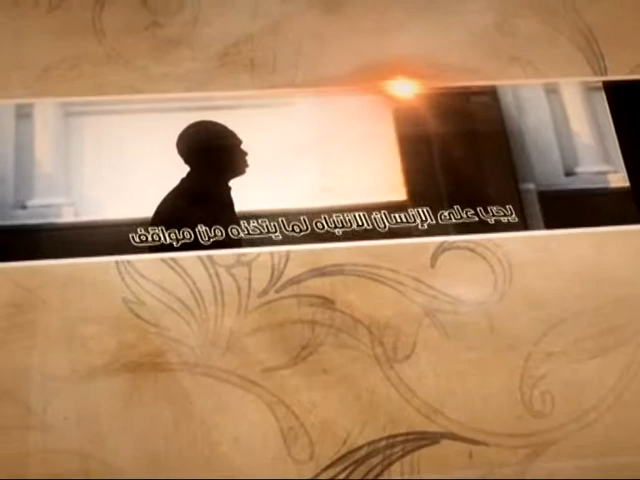 يجب على الإنسان الانتباه لما يتخذه من مواقف